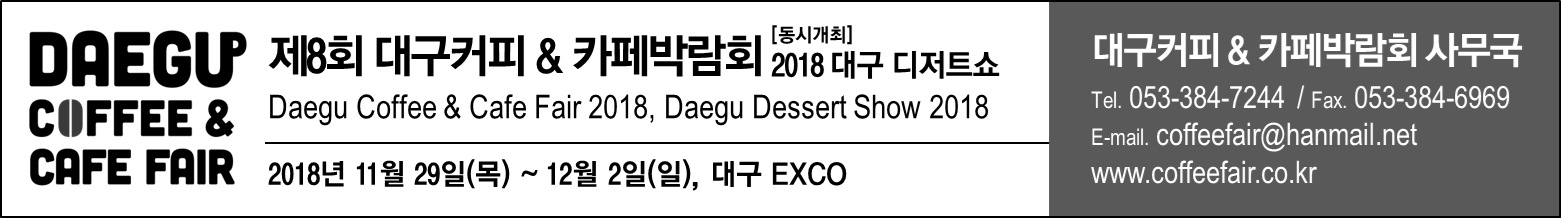 DAEGU
COFFEE &
CAFE FAIR
제8회 대구커피 & 카페박람회 [동시개최] 2018 대구 디저트쇼
Daegu Coffee & Cafe Fair 2018, Daegu Dessert Show 2018
2018년 11월 29일(목) ~ 12월 2일(일), 대구 EXCO
대구커피 & 카페박람회 사무국
Tel. 053-384-7244 / Fax. 053-384-6969
E-mail. coffeefair@hanmail.net
www.coffeefair.co.kr